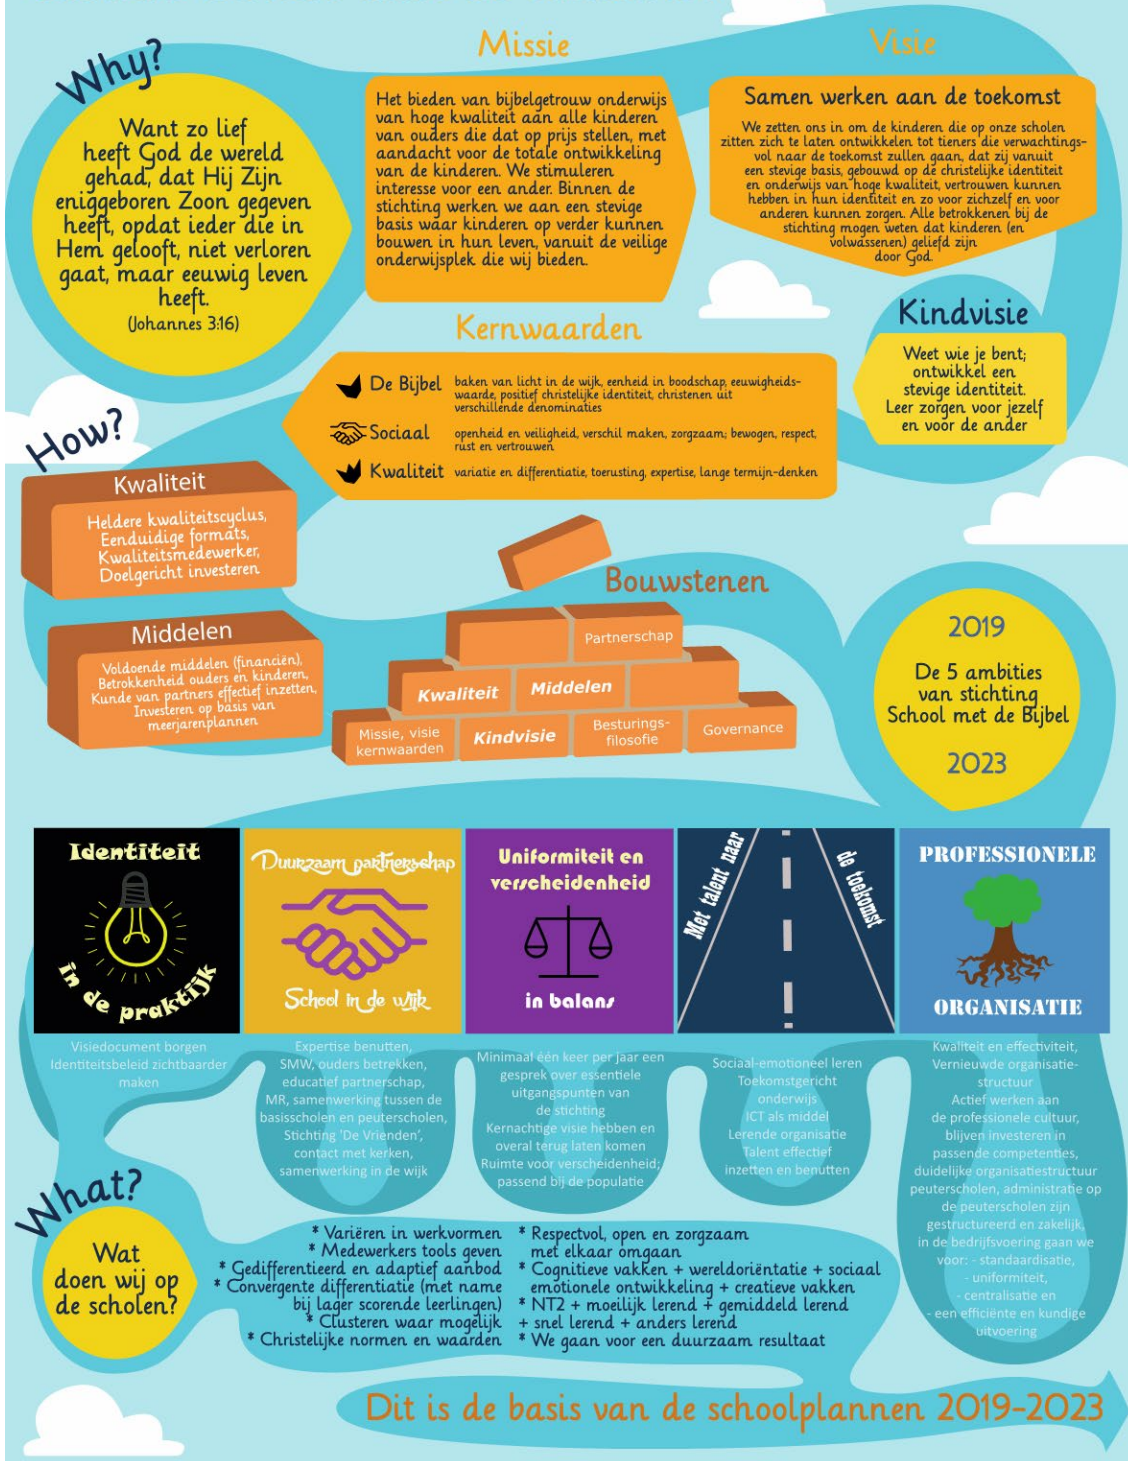 Why?
Want zo lief
heeft God de wereld
gehad, dat Hij Zijn
eniggeboren Zoon gegeven
heeft, opdat ieder die in
Hem gelooft, niet verloren
gaat, maar eeuwig leven
heeft.
(Johannes 3:16)
Missie
Het bieden van bijbelgetrouw onderwijs
van hoge kwaliteit aan alle kinderen
van ouders die dat op prijs stellen, met
aandacht voor de totale ontwikkeling
van de kinderen. We stimuleren
interesse voor een ander. Binnen de
stichting werken we aan een stevige
basis waar kinderen op verder kunnen
bouwen in hun leven, vanuit de veilige
onderwijsplek die wij bieden.
Visie
Samen werken aan de toekomst
We zetten ons in om de kinderen die op onze scholen
zitten zich te laten ontwikkelen tot tieners die verwachtings-
vol naar de toekomst zullen gaan, dat zij vanuit
een stevige basis, gebouwd op de christelijke identiteit
en onderwijs van hoge kwaliteit, vertrouwen kunnen
hebben in hun identiteit en zo voor zichzelf en voor
anderen kunnen zorgen. Alle betrokkenen bij de
stichting mogen weten dat kinderen (en
volwassenen) geliefd zijn
door God.
Kindvisie
Weet wie je bent;
ontwikkel een
stevige identiteit.
Leer zorgen voor jezelf
en voor de ander
Kernwaarden
De Bijbel baken van licht in de wijk, eenheid in boodschap, eeuwigheids-
waarde, positief christelijke identiteit, christenen uit
verschillende denominaties
Sociaal openheid en veiligheid, verschil maken, zorgzaam; bewogen, respect,
rust en vertrouwen
Kwaliteit variatie en differentiatie, toerusting, expertise, lange termijn-denken
How?
Kwaliteit
Heldere kwaliteitscyclus,
Eenduidige formats,
Kwaliteitsmedewerker,
Doelgericht investeren
Middelen
Voldoende middelen (financiën),
Betrokkenheid ouders en kinderen,
Kunde van partners effectief inzetten,
Investeren op basis van
meerjarenplannen
Bouwstenen
Partnerschap
Kwaliteit Middelen
Missie, visie
kernwaarden
Kindvisie
Besturings-
filosofie
Governance
2019
De 5 ambities
van stichting
School met de Bijbel
2023
Identiteit
in de praktijk
Duurzaam partnerschap
School in de wijk
Uniformiteit en
verscheidenheid
in balans
Met talent naar
de toekomst
PROFESSIONELE
ORGANISATIE
Visiedocument borgen
Identiteitsbeleid zichtbaarder
maken
Expertise benutten,
SMW, ouders betrekken,
educatief partnerschap,
MR, samenwerking tussen de
basisscholen en peuterscholen,
Stichting 'De Vrienden',
contact met kerken,
samenwerking in de wijk
Minimaal één keer per jaar een
gesprek over essentiele
uitgangspunten van
de stichting
Kernachtige visie hebben en
overal terug laten komen
Ruimte voor verscheidenheid;
passend bij de populatie
Sociaal-emotioneel leren
Toekomstgericht
onderwijs
ICT als middel
Lerende organisatie
Talent effectief
inzetten en benutten
Kwaliteit en effectiviteit,
Vernieuwde organisatie-
structuur
Actief werken aan
de professionele cultuur,
blijven investeren in
passende competenties,
duidelijke organisatiestructuur
peuterscholen, administratie op
de peuterscholen zijn
gestructureerd en zakelijk,
in de bedrijfsvoering gaan we
voor: - standaardisatie,
- uniformiteit,
- centralisatie en
- een efficiënte en kundige
uitvoering
What?
Wat
doen wij op
de scholen?
* Variëren in werkvormen
* Medewerkers tools geven
* Gedifferentieerd en adaptief aanbod
* Convergente differentiatie (met name
bij lager scorende leerlingen)
* Clusteren waar mogelijk
* Christelijke normen en waarden
* Respectvol, open en zorgzaam
met elkaar omgaan
* Cognitieve vakken + wereldoriëntatie + sociaal
emotionele ontwikkeling + creatieve vakken
* NT2 + moeilijk lerend + gemiddeld lerend
+ snel lerend + anders lerend
* We gaan voor een duurzaam resultaat
Dit is de basis van de schoolplannen 2019-2023